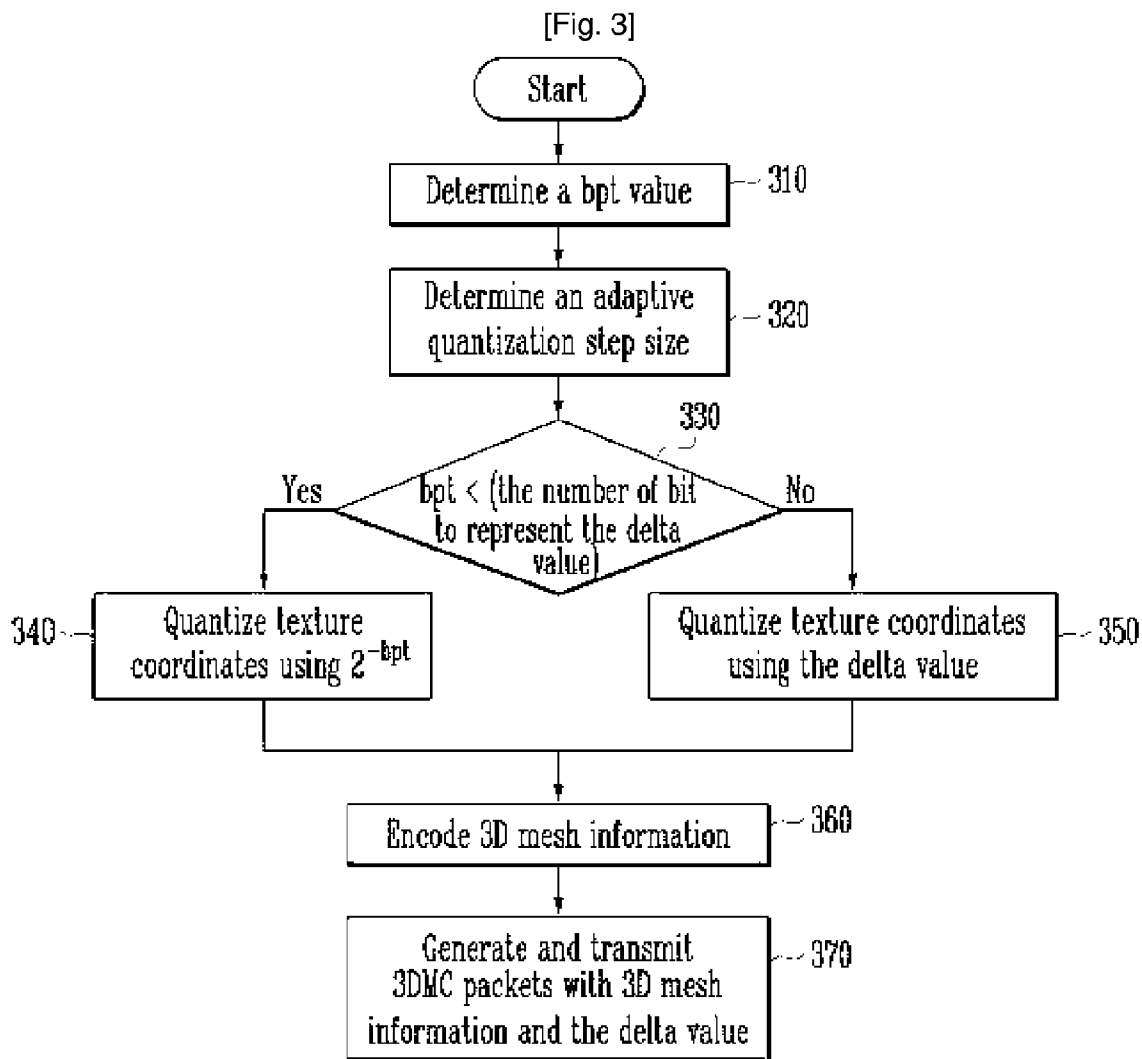 [Fig. 3]
Start
Determine a bpt value
310
Determine an adaptive
quantization step size
320
330
Yes
bpt < (the number of bit
to represent the delta
value)
No
340
Quantize texture
coordinates using 2^-bpt
Quantize texture coordinates
using the delta value
350
Encode 3D mesh information
360
Generate and transmit
3DMC packets with 3D mesh
information and the delta value
370